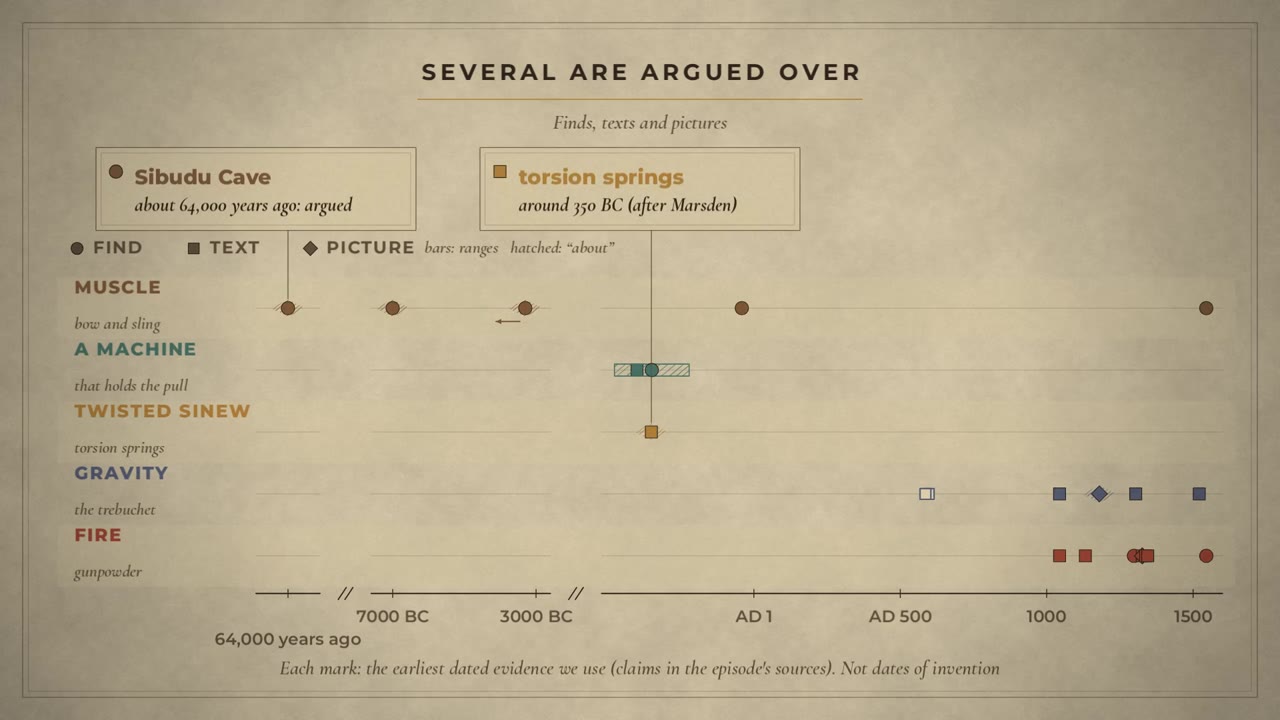 SEVERAL ARE ARGUED OVER
Finds, texts and pictures
Sibudu Cave
about 64,000 years ago: argued
torsion springs
around 350 BC (after Marsden)
FIND TEXT PICTURE bars: ranges hatched: “about”
MUSCLE
bow and sling
A MACHINE
that holds the pull
TWISTED SINEW
torsion springs
GRAVITY
the trebuchet
FIRE
gunpowder
7000 BC 3000 BC AD 1 AD 500 1000 1500
64,000 years ago
Each mark: the earliest dated evidence we use (claims in the episode's sources). Not dates of invention